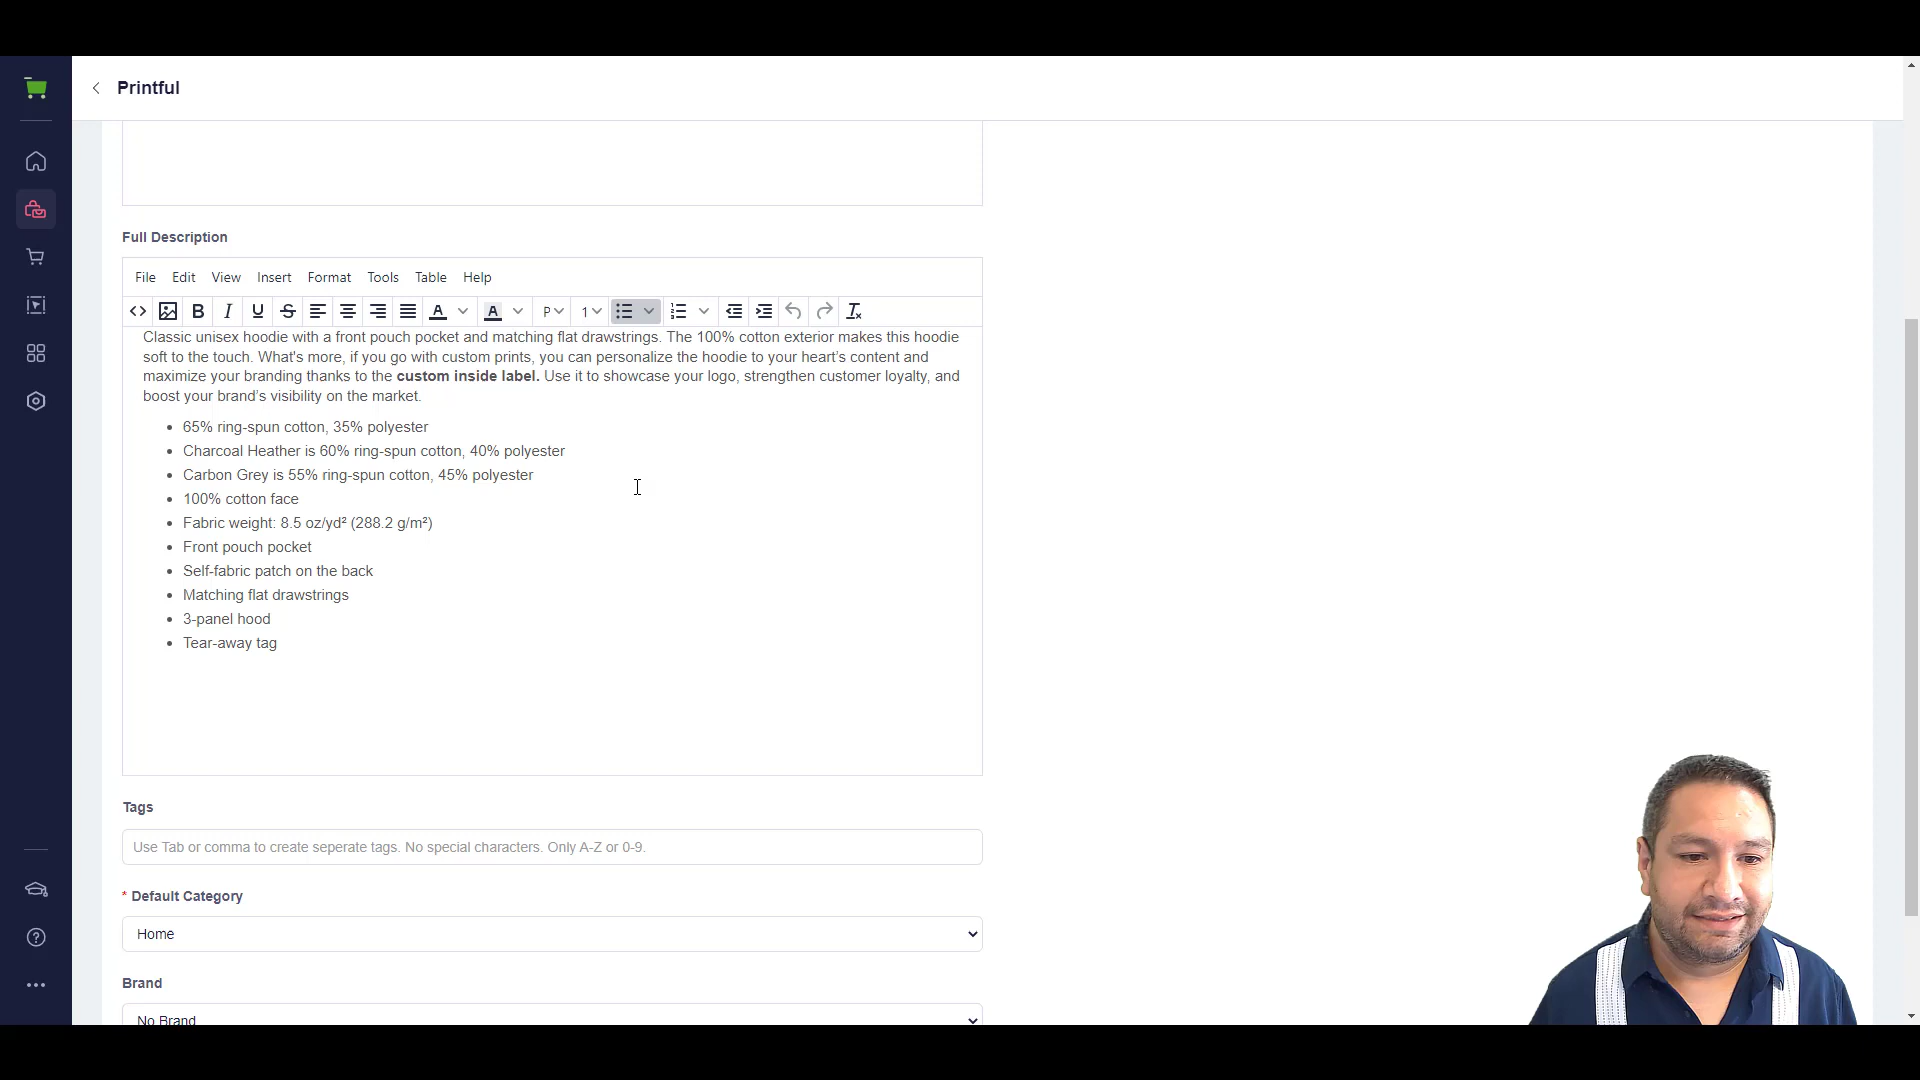 Printful
Full Description
File Edit View Insert Format Tools Table Help
Classic unisex hoodie with a front pouch pocket and matching flat drawstrings. The 100% cotton exterior makes this hoodie
soft to the touch. What's more, if you go with custom prints, you can personalize the hoodie to your heart’s content and
maximize your branding thanks to the custom inside label. Use it to showcase your logo, strengthen customer loyalty, and
boost your brand’s visibility on the market.
• 65% ring-spun cotton, 35% polyester
• Charcoal Heather is 60% ring-spun cotton, 40% polyester
• Carbon Grey is 55% ring-spun cotton, 45% polyester
• 100% cotton face
• Fabric weight: 8.5 oz/yd² (288.2 g/m²)
• Front pouch pocket
• Self-fabric patch on the back
• Matching flat drawstrings
• 3-panel hood
• Tear-away tag
Tags
Use Tab or comma to create seperate tags. No special characters. Only A-Z or 0-9.
* Default Category
Home
Brand
No Brand